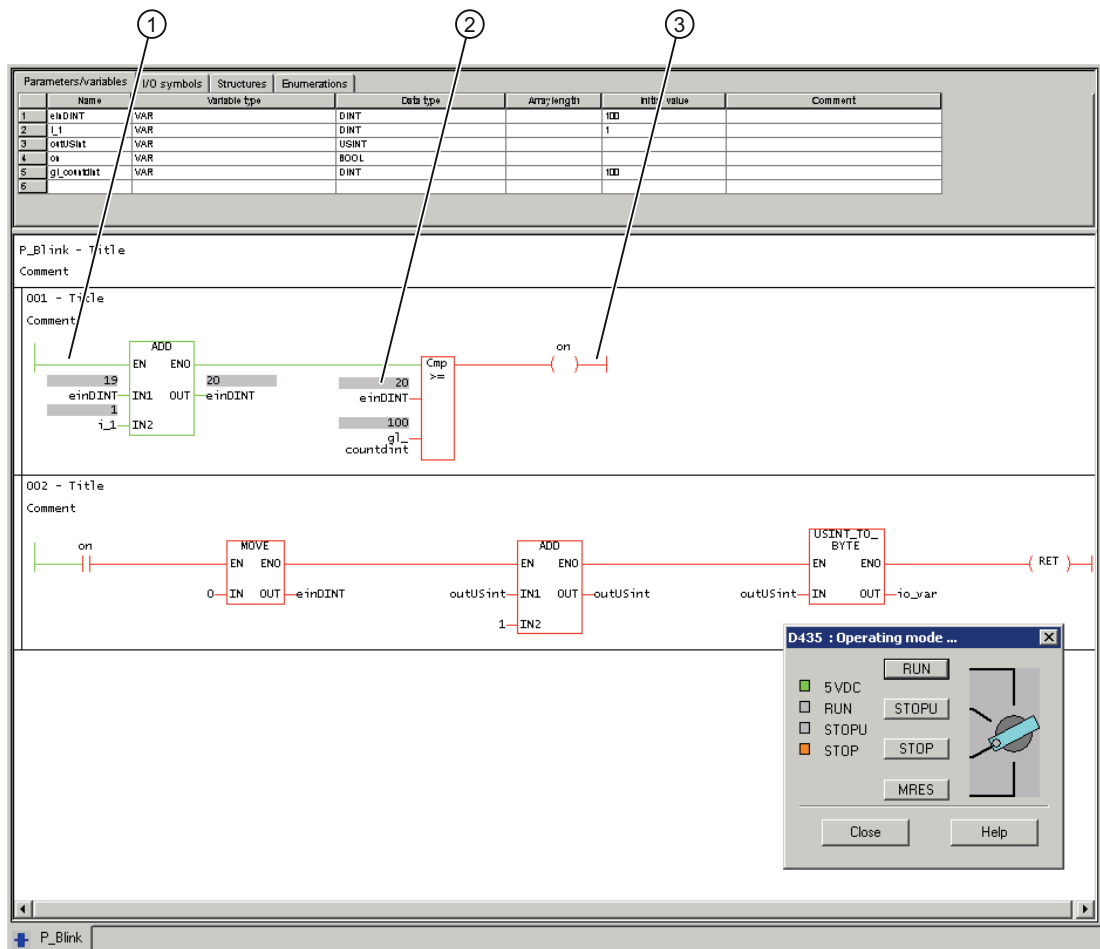 1 2 3
Parameters/variables I/O symbols Structures Enumerations
Name Variable type Data type Array length Initial value Comment
1 einDINT VAR DINT 100
2 i_1 VAR DINT 1
3 outUSint VAR USINT
4 on VAR BOOL
5 gl_countdint VAR DINT 100
6
P_Blink - Title
Comment
001 - Title
Comment
ADD
EN ENO
19
einDINT IN1 OUT
20
einDINT
1
i_1 IN2
Cmp
>=
20
einDINT
100
gl_
countdint
on
002 - Title
Comment
on
MOVE
EN ENO
0 IN OUT einDINT
ADD
EN ENO
outUSint IN1 OUT outUSint
1 IN2
USINT_TO_
BYTE
EN ENO
outUSint IN OUT io_var
RET
D435 : Operating mode ...
5 VDC
RUN
STOPU
STOP
RUN
STOPU
STOP
MRES
Close Help
P_Blink